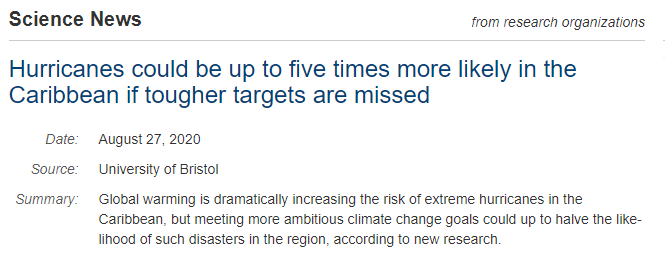 Science News
from research organizations
Hurricanes could be up to five times more likely in the
Caribbean if tougher targets are missed
Date: August 27, 2020
Source: University of Bristol
Summary: Global warming is dramatically increasing the risk of extreme hurricanes in the
Caribbean, but meeting more ambitious climate change goals could up to halve the like-
lihood of such disasters in the region, according to new research.